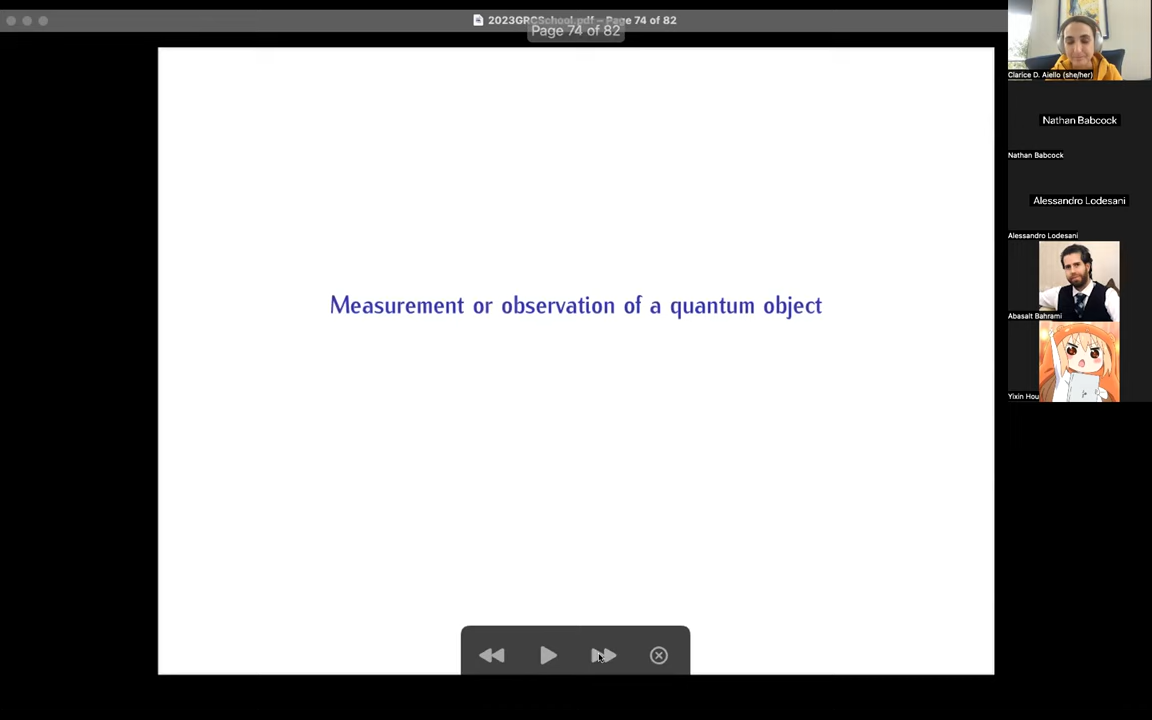 2023GRCSchool.pdf – Page 74 of 82
Page 74 of 82
Measurement or observation of a quantum object
Clarice D. Aiello (she/her)
Nathan Babcock
Nathan Babcock
Alessandro Lodesani
Alessandro Lodesani
Abasalt Bahrami
Yixin Hou